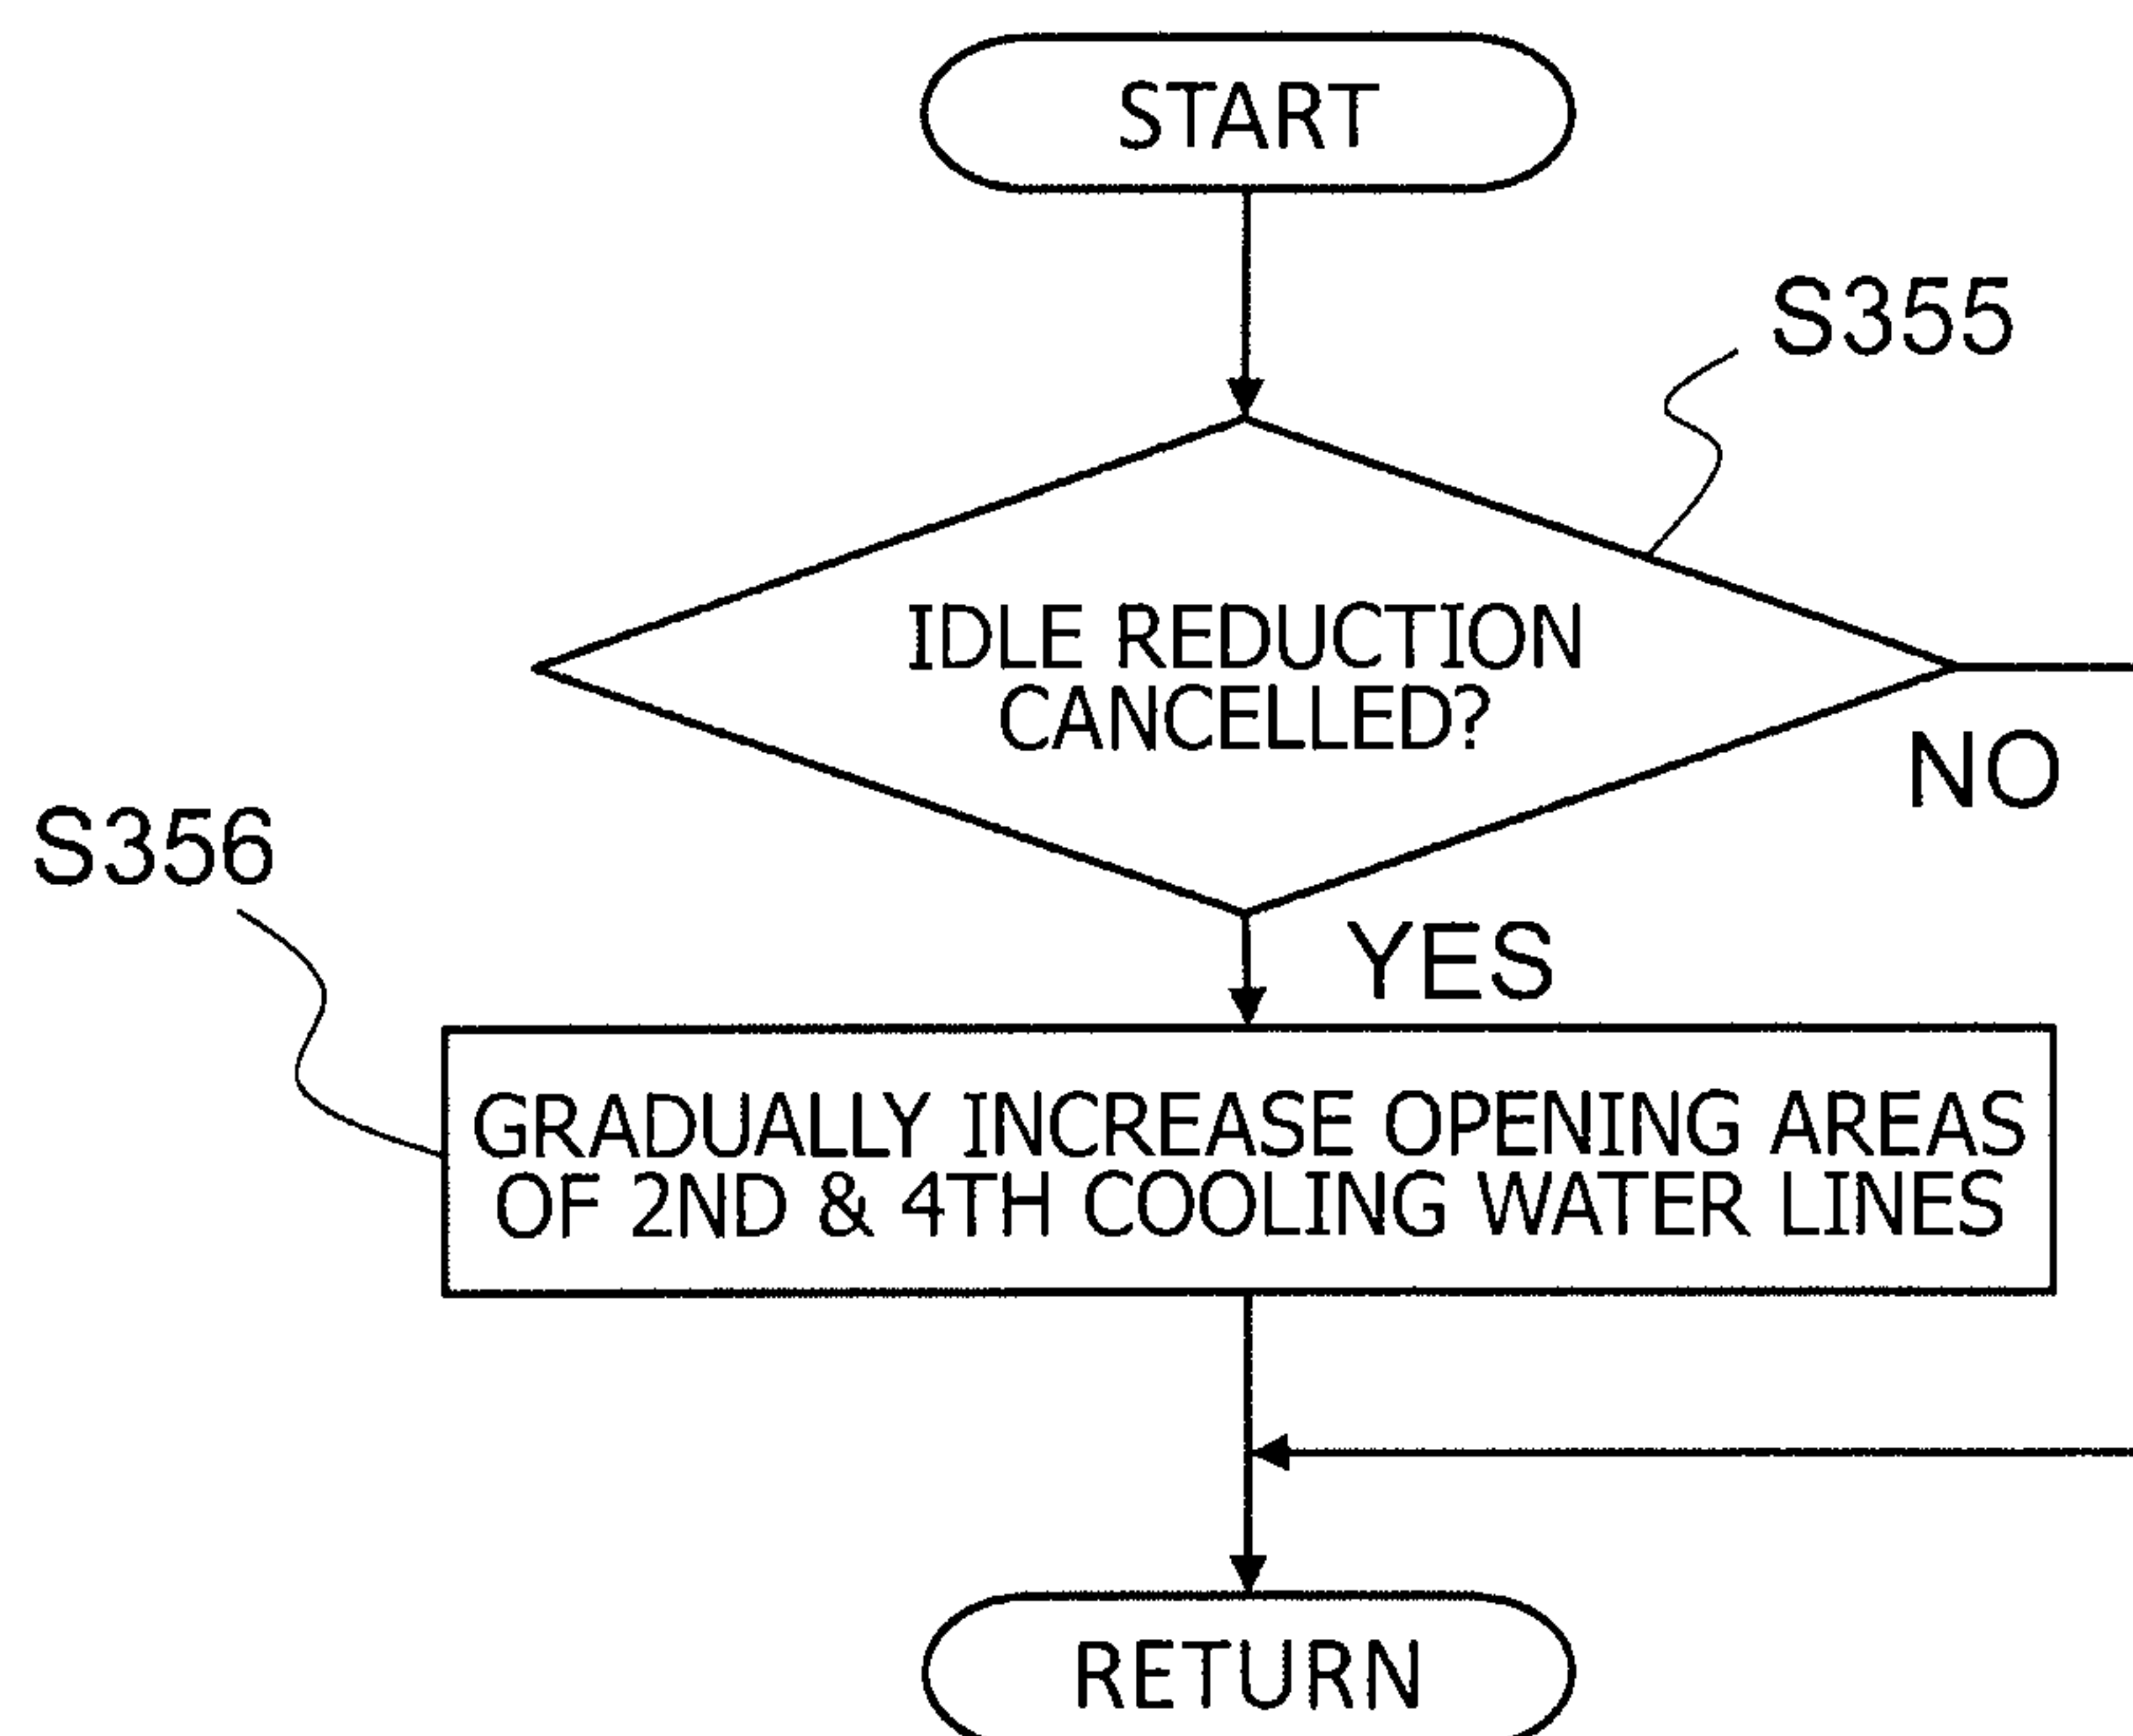 START
S355
IDLE REDUCTION
CANCELLED?
NO
S356
YES
GRADUALLY INCREASE OPENING AREAS
OF 2ND & 4TH COOLING WATER LINES
RETURN